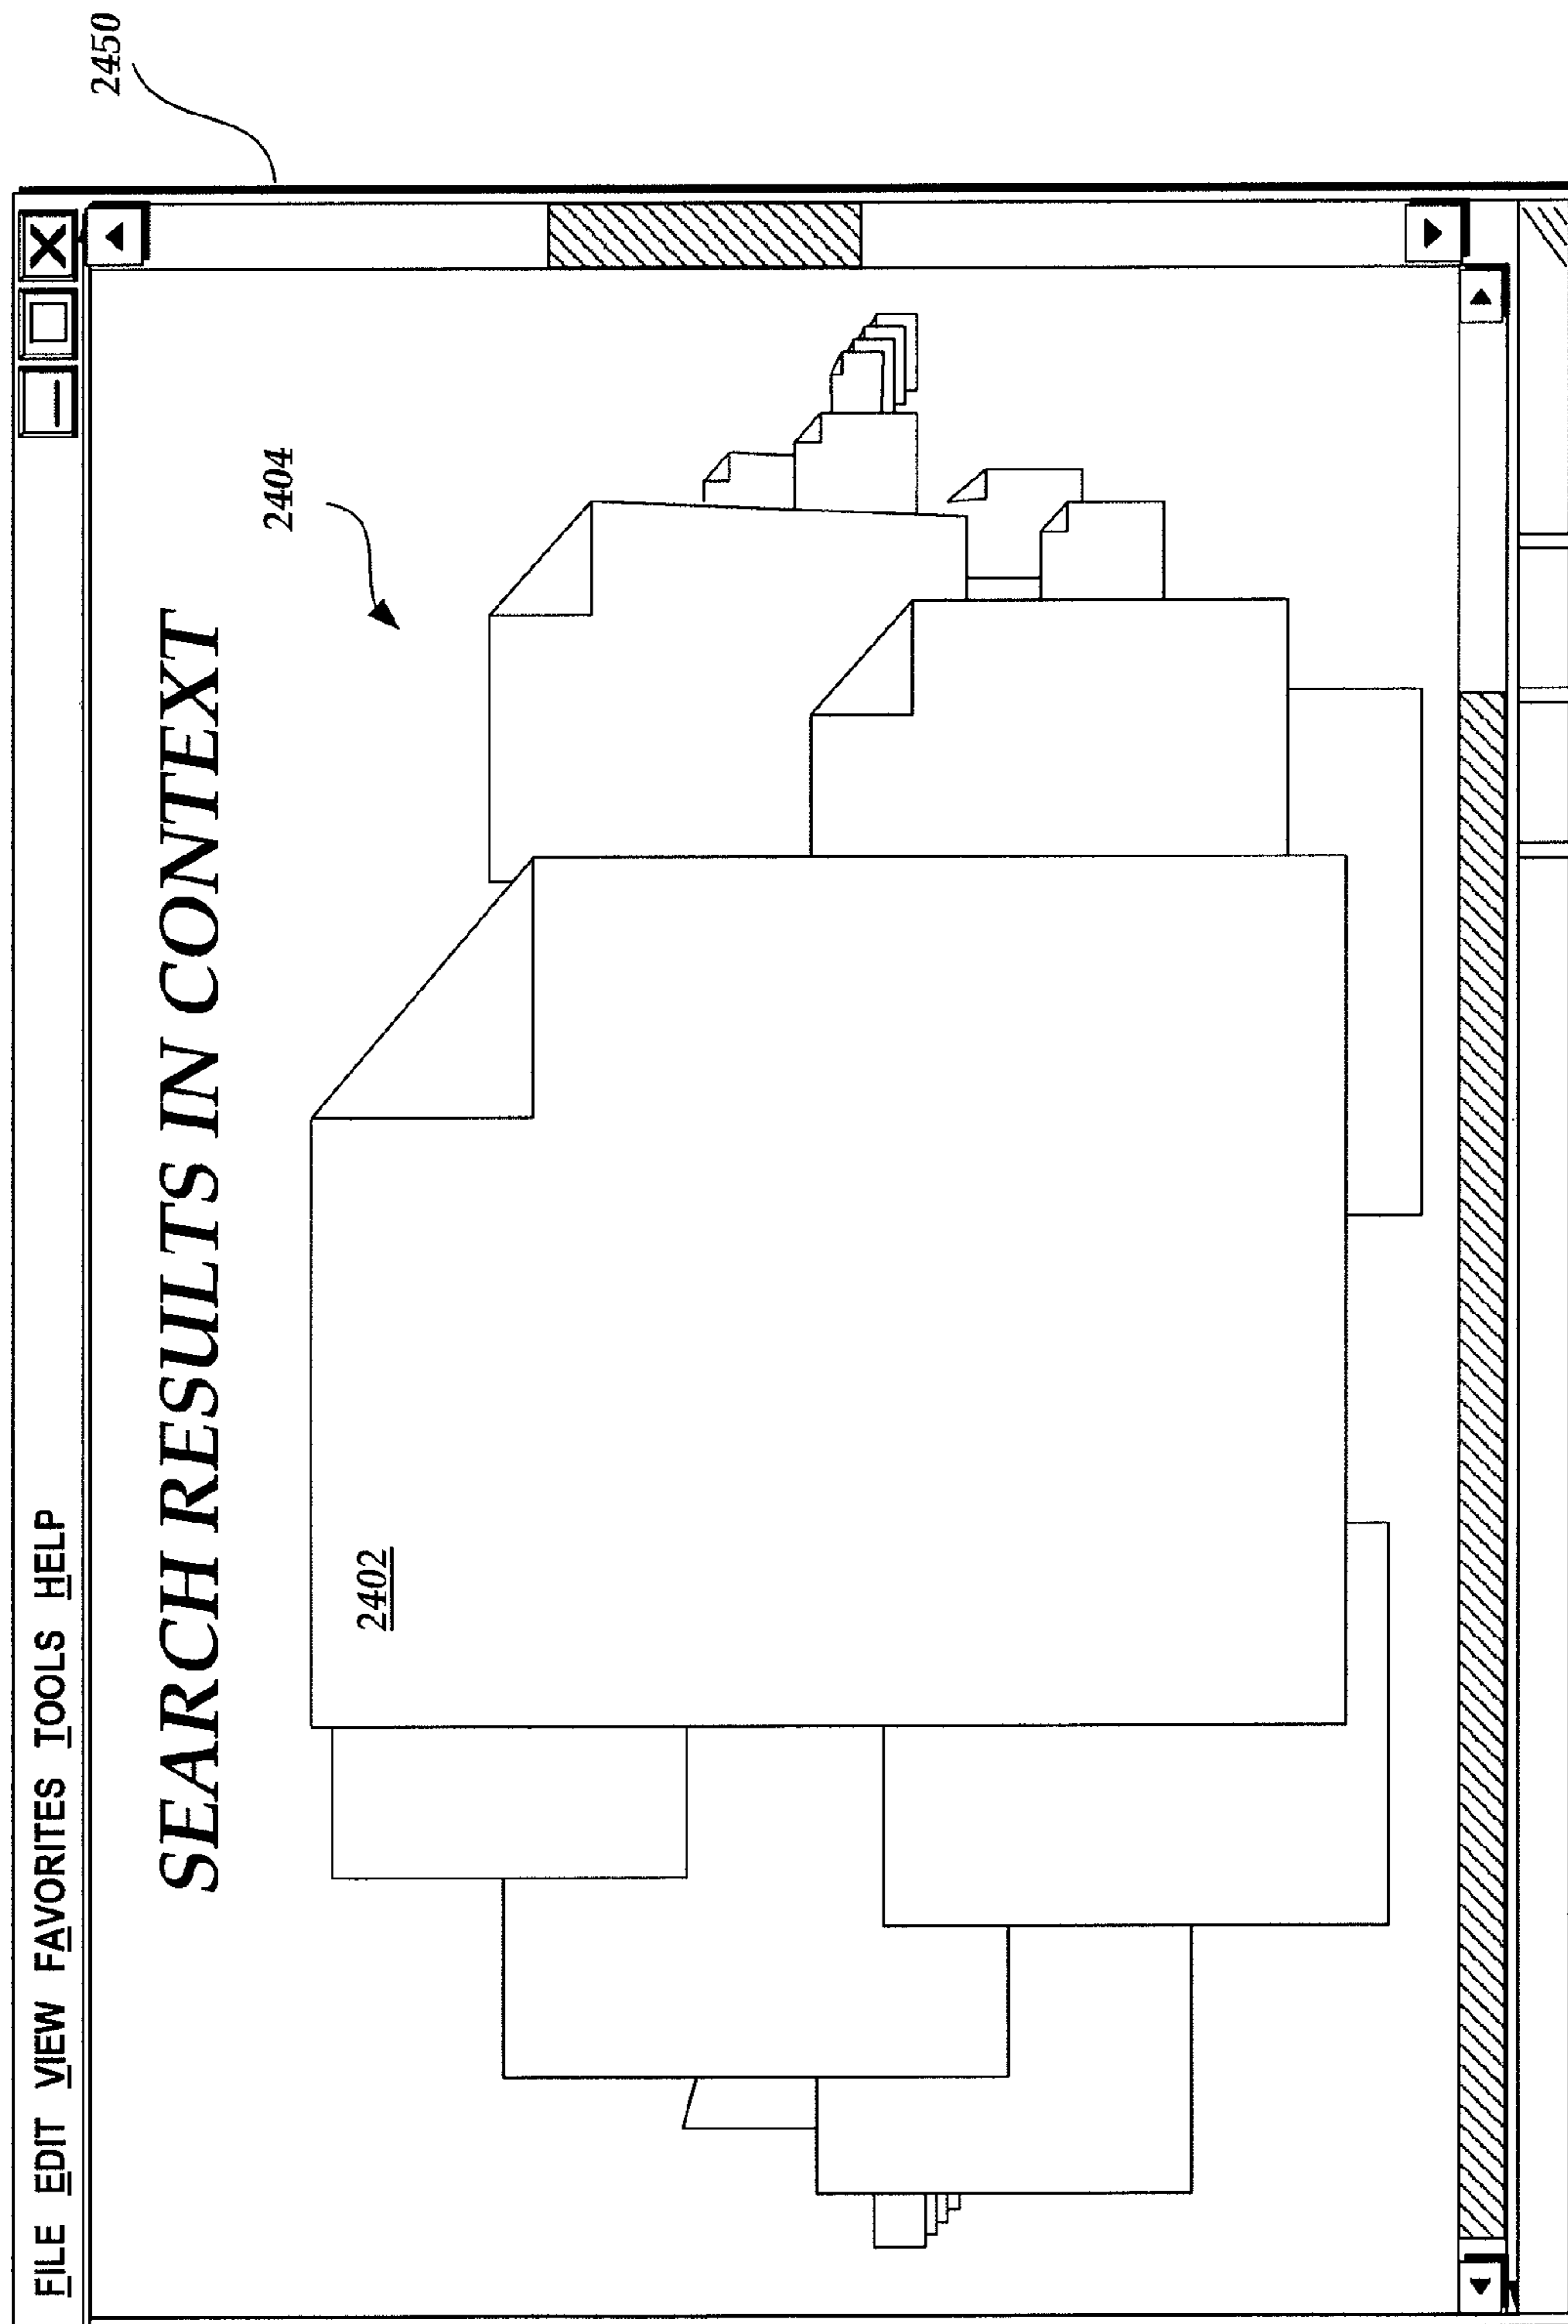 2450
FILE EDIT VIEW FAVORITES TOOLS HELP
SEARCH RESULTS IN CONTEXT
2404
2402